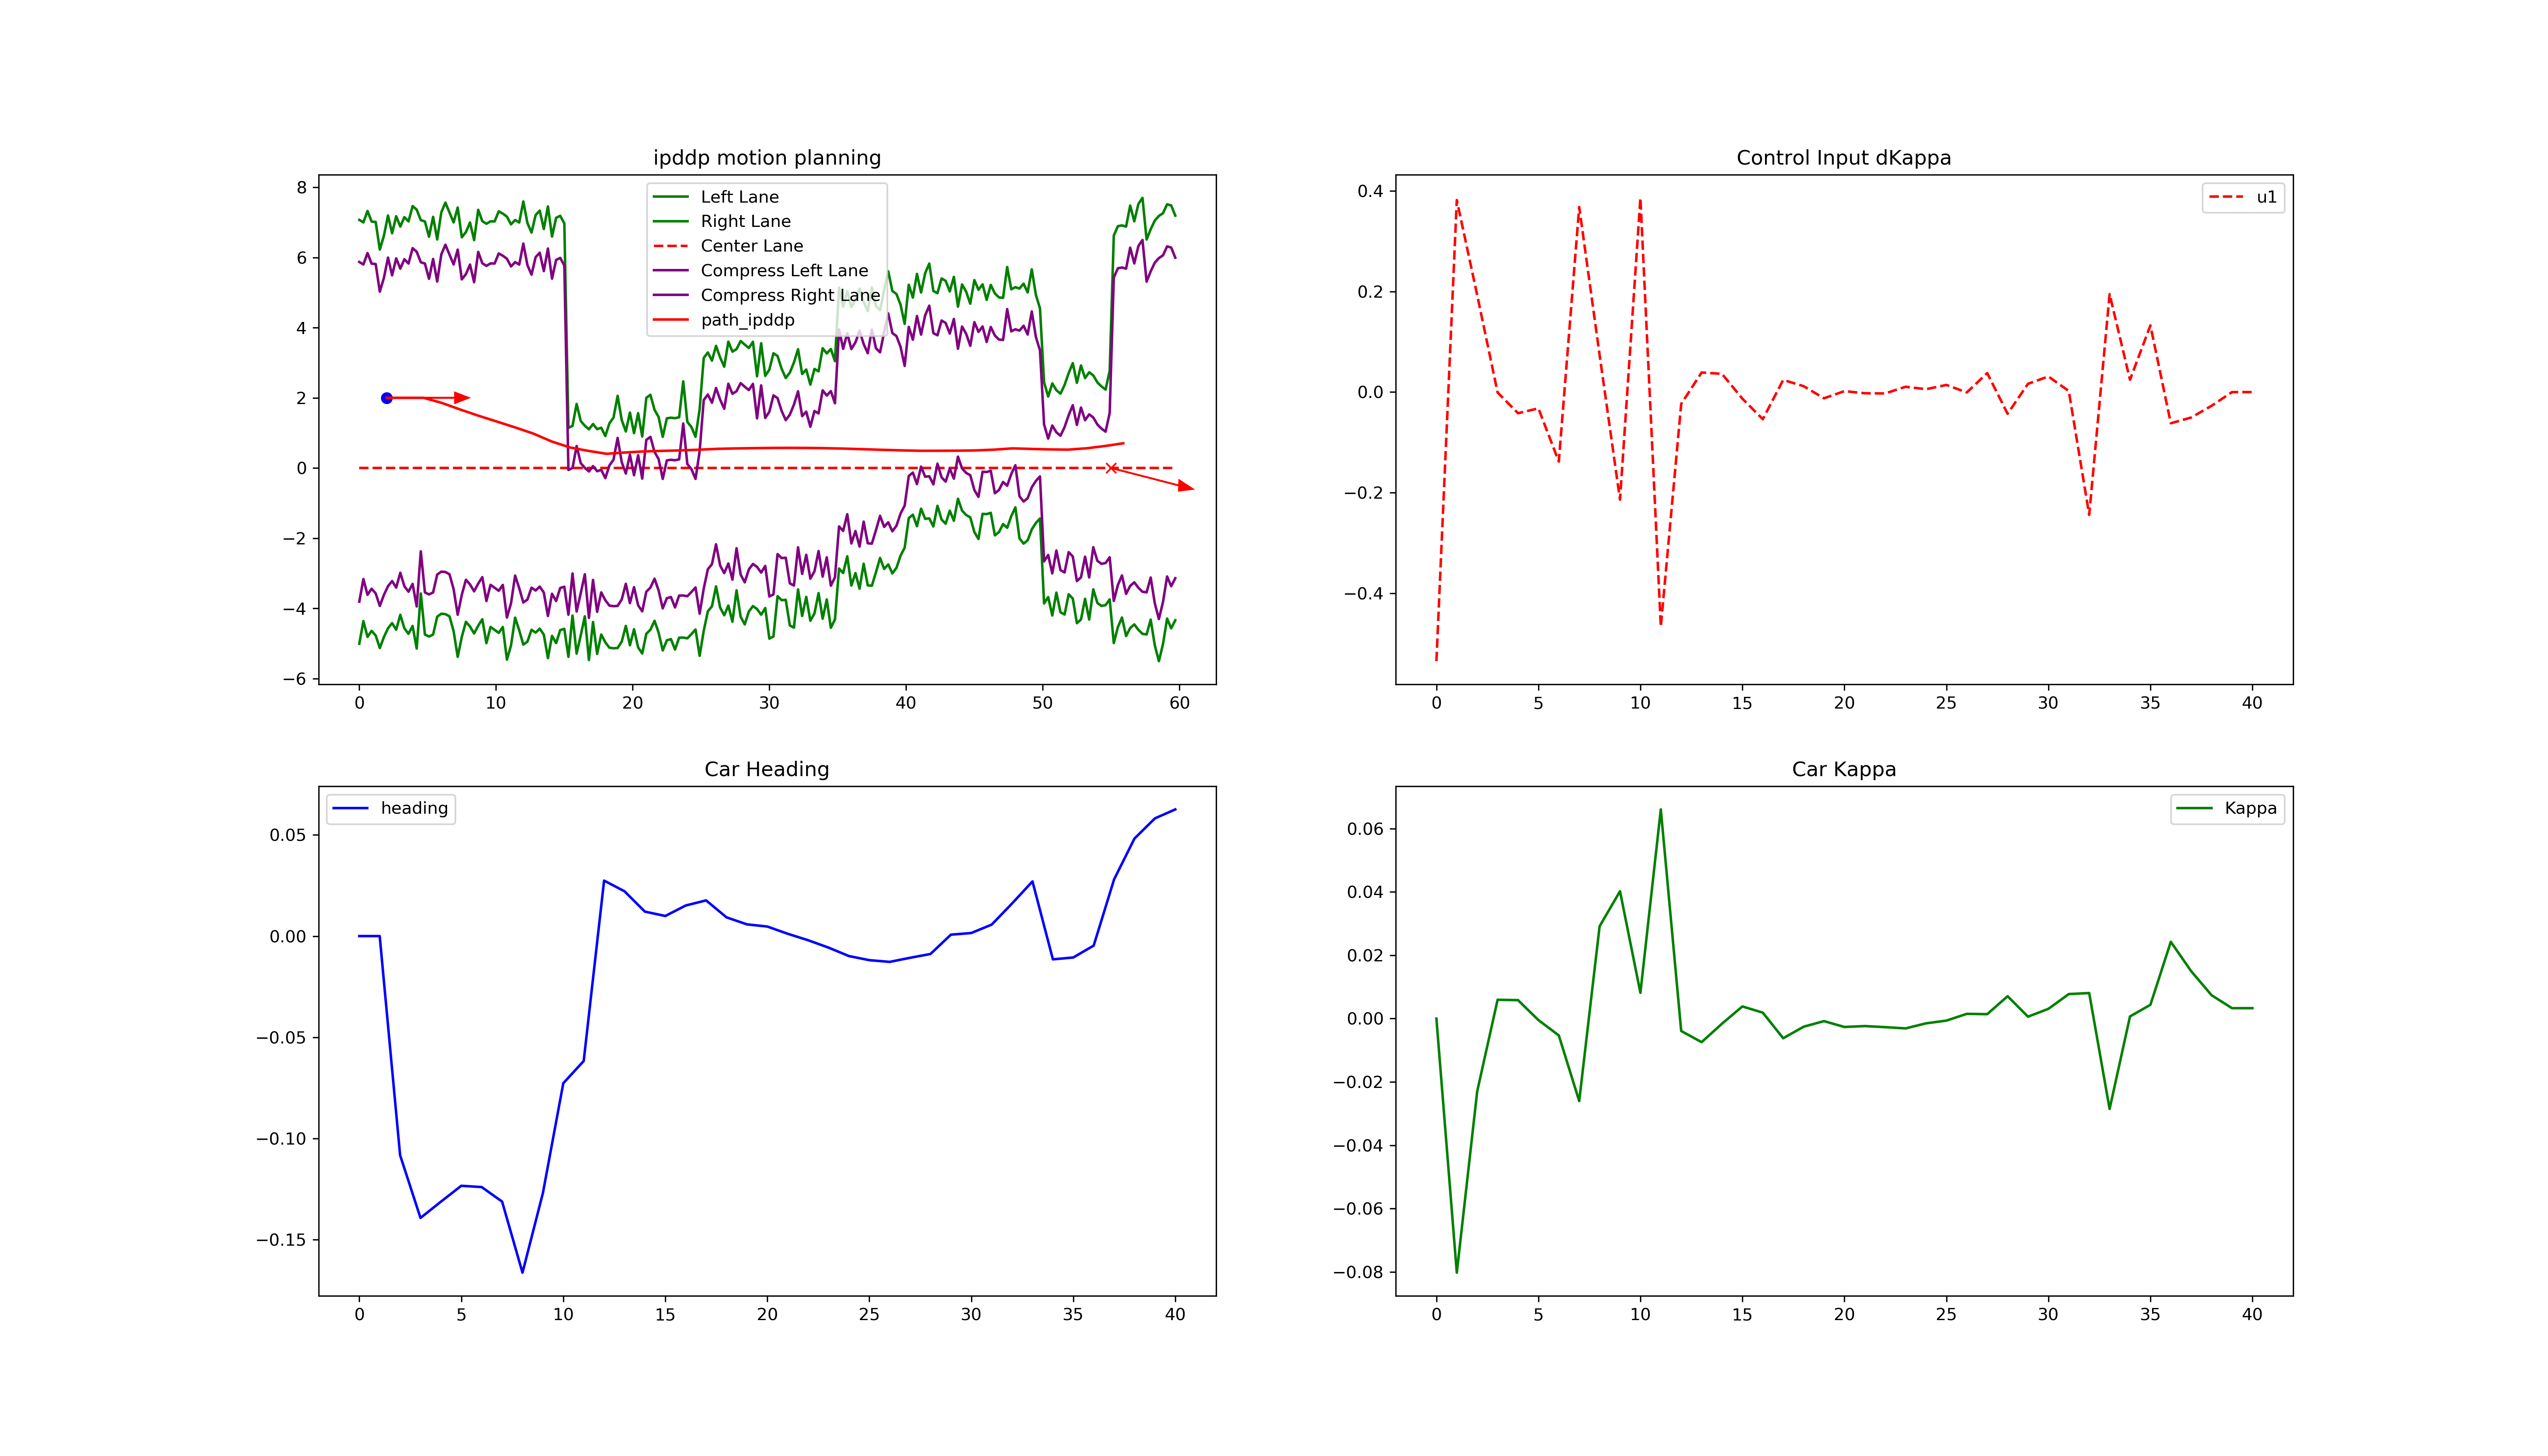 ipddp motion planning
8
6
4
2
0
−2
−4
−6
0 10 20 30 40 50 60
Left Lane
Right Lane
Center Lane
Compress Left Lane
Compress Right Lane
path_ipddp
Control Input dKappa
0.4
0.2
0.0
−0.2
−0.4
0 5 10 15 20 25 30 35 40
u1
Car Heading
0.05
0.00
−0.05
−0.10
−0.15
0 5 10 15 20 25 30 35 40
heading
Car Kappa
0.06
0.04
0.02
0.00
−0.02
−0.04
−0.06
−0.08
0 5 10 15 20 25 30 35 40
Kappa